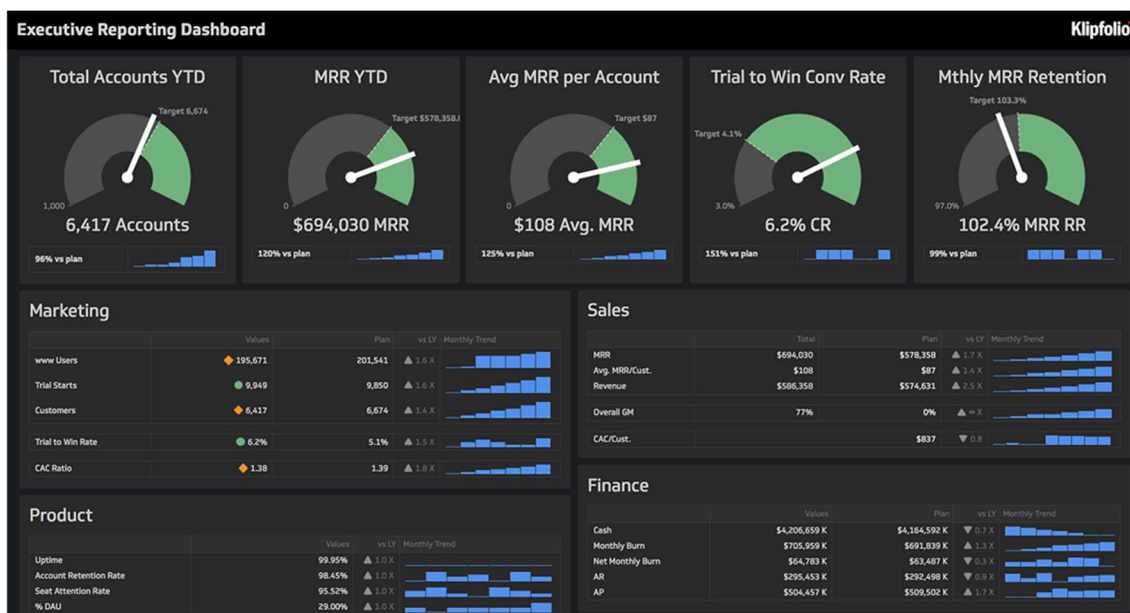 Executive Reporting Dashboard
Klipfolio
Total Accounts YTD
Target 6,674
1,000
6,417 Accounts
96% vs plan
MRR YTD
Target $578,358.
0
$694,030 MRR
120% vs plan
Avg MRR per Account
Target $87
0
$108 Avg. MRR
125% vs plan
Trial to Win Conv Rate
Target 4.1%
3.0%
6.2% CR
151% vs plan
Mthly MRR Retention
Target 103.3%
97.0%
102.4% MRR RR
99% vs plan
Marketing
Values Plan vs LY Monthly Trend
www Users 195,671 201,541 ▲ 1.6 X
Trial Starts 9,949 9,850 ▲ 1.6 X
Customers 6,417 6,674 ▲ 1.4 X
Trial to Win Rate 6.2% 5.1% ▲ 1.5 X
CAC Ratio 1.38 1.39 ▲ 1.8 X
Product
Values vs LY Monthly Trend
Uptime 99.95% ▲ 1.0 X
Account Retention Rate 98.45% ▲ 1.0 X
Seat Attention Rate 95.52% ▲ 1.0 X
% DAU 29.00% ▲ 1.0 X
Sales
Total Plan vs LY Monthly Trend
MRR $694,030 $578,358 ▲ 1.7 X
Avg. MRR/Cust. $108 $87 ▲ 1.4 X
Revenue $586,358 $574,631 ▲ 2.5 X
Overall GM 77% 0% ▲ ∞ X
CAC/Cust. $837 ▼ 0.8
Finance
Values Plan vs LY Monthly Trend
Cash $4,206,659 K $4,164,592 K ▼ 0.7 X
Monthly Burn $705,959 K $691,839 K ▲ 1.3 X
Net Monthly Burn $64,783 K $63,487 K ▼ 0.3 X
AR $295,453 K $292,498 K ▼ 0.9 X
AP $504,457 K $509,502 K ▲ 1.7 X